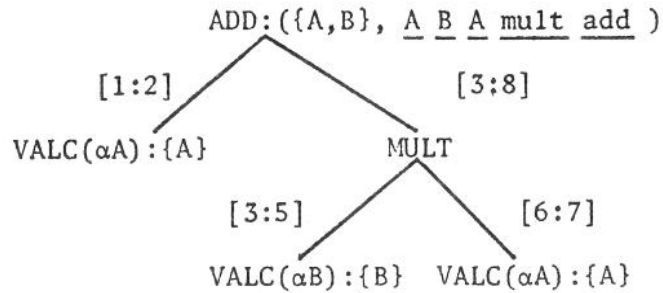 ADD:({A,B}, A B A mult add )
[1:2] [3:8]
VALC(αA):{A} MULT
[3:5] [6:7]
VALC(αB):{B} VALC(αA):{A}